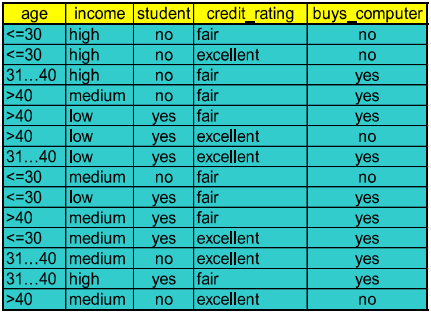 age income student credit_rating buys_computer
<=30 high no fair no
<=30 high no excellent no
31…40 high no fair yes
>40 medium no fair yes
>40 low yes fair yes
>40 low yes excellent no
31…40 low yes excellent yes
<=30 medium no fair no
<=30 low yes fair yes
>40 medium yes fair yes
<=30 medium yes excellent yes
31…40 medium no excellent yes
31…40 high yes fair yes
>40 medium no excellent no